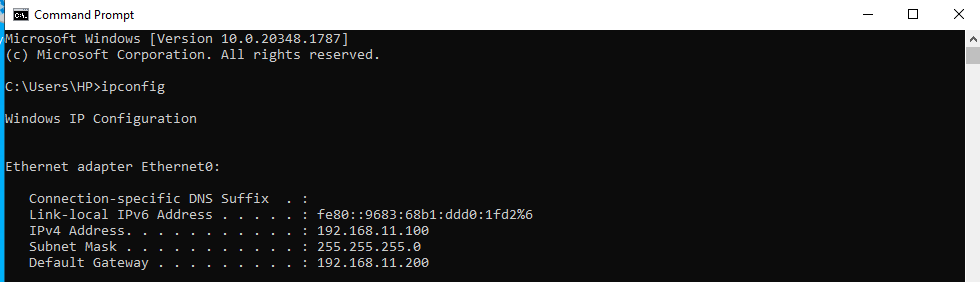 Command Prompt
Microsoft Windows [Version 10.0.20348.1787]
(c) Microsoft Corporation. All rights reserved.
C:\Users\HP>ipconfig
Windows IP Configuration
Ethernet adapter Ethernet0:
Connection-specific DNS Suffix  . :
Link-local IPv6 Address . . . . . : fe80::9683:68b1:ddd0:1fd2%6
IPv4 Address. . . . . . . . . . . : 192.168.11.100
Subnet Mask . . . . . . . . . . . : 255.255.255.0
Default Gateway . . . . . . . . . : 192.168.11.200